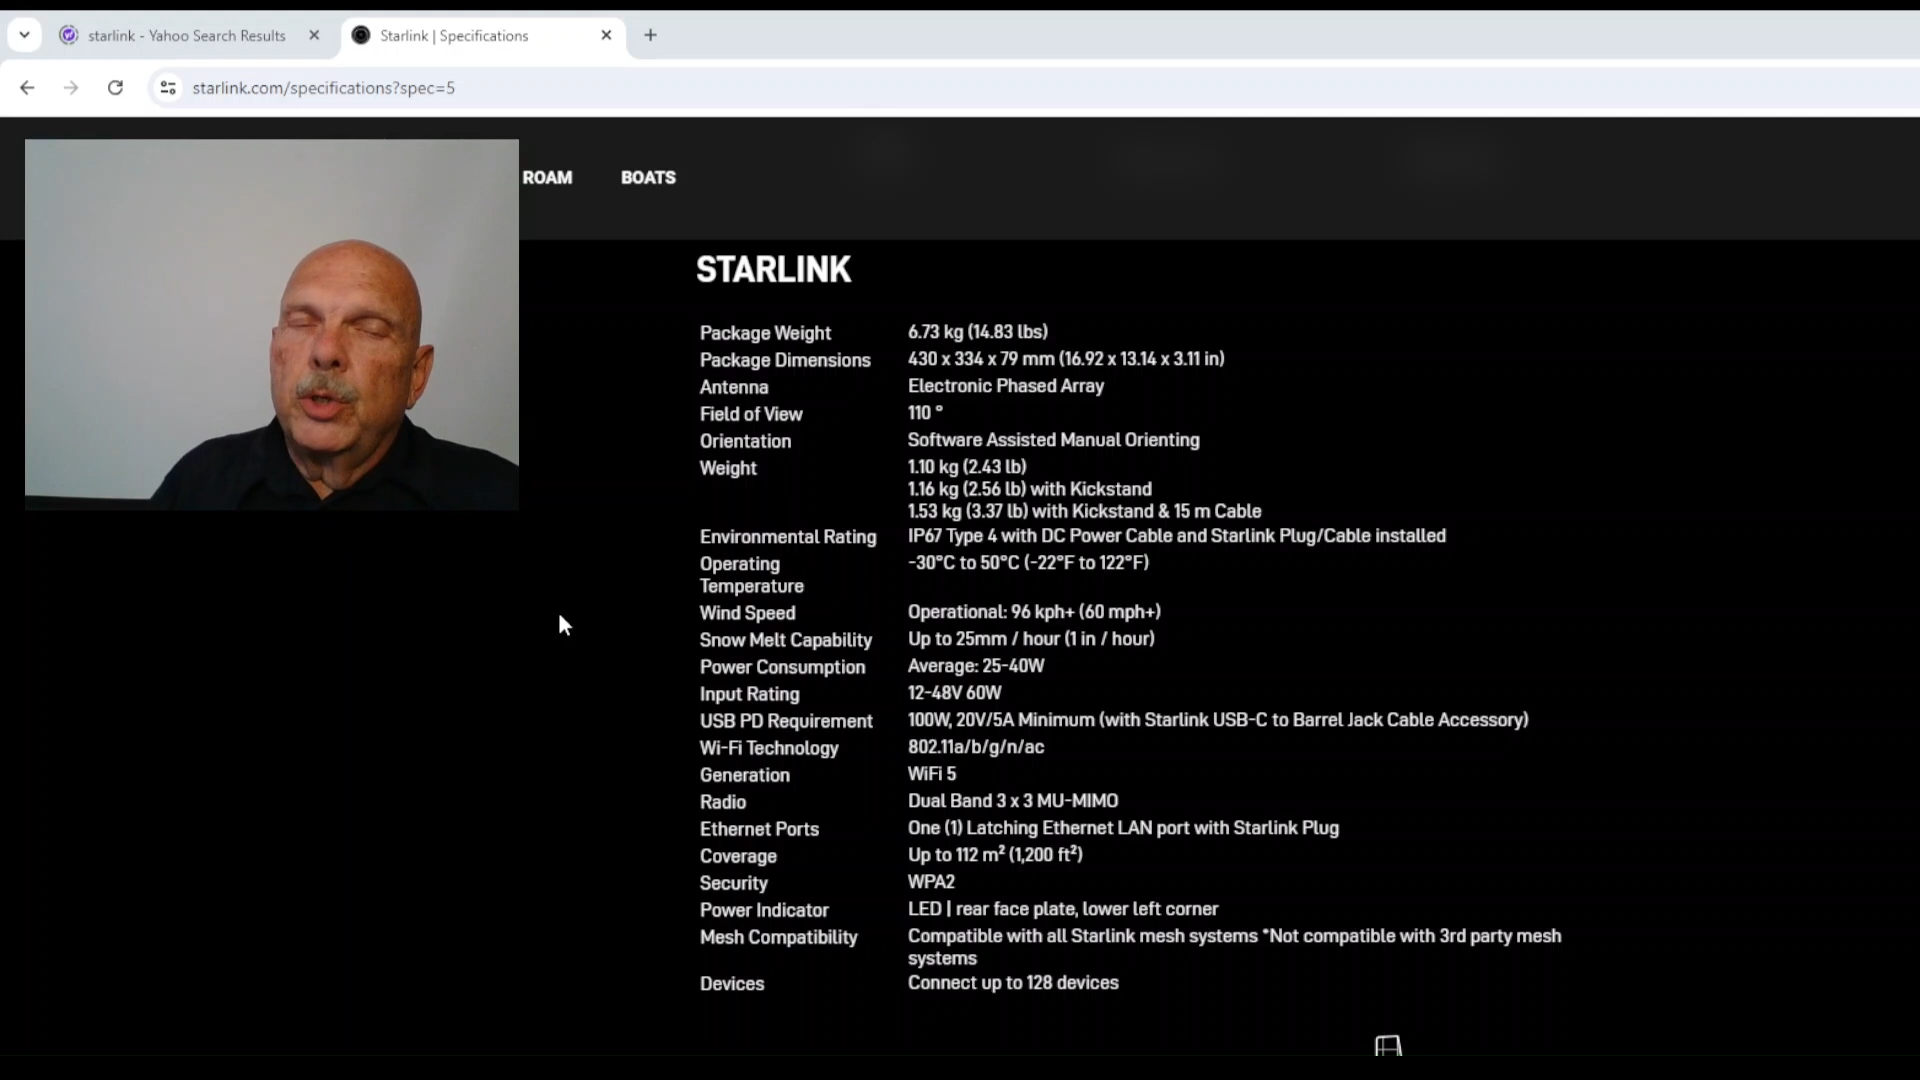 starlink - Yahoo Search Results
Starlink | Specifications
starlink.com/specifications?spec=5
ROAM BOATS
STARLINK
Package Weight 6.73 kg (14.83 lbs)
Package Dimensions 430 x 334 x 79 mm (16.92 x 13.14 x 3.11 in)
Antenna Electronic Phased Array
Field of View 110 °
Orientation Software Assisted Manual Orienting
Weight 1.10 kg (2.43 lb)
1.16 kg (2.56 lb) with Kickstand
1.53 kg (3.37 lb) with Kickstand & 15 m Cable
Environmental Rating IP67 Type 4 with DC Power Cable and Starlink Plug/Cable installed
Operating -30°C to 50°C (-22°F to 122°F)
Temperature
Wind Speed Operational: 96 kph+ (60 mph+)
Snow Melt Capability Up to 25mm / hour (1 in / hour)
Power Consumption Average: 25-40W
Input Rating 12-48V 60W
USB PD Requirement 100W, 20V/5A Minimum (with Starlink USB-C to Barrel Jack Cable Accessory)
Wi-Fi Technology 802.11a/b/g/n/ac
Generation WiFi 5
Radio Dual Band 3 x 3 MU-MIMO
Ethernet Ports One (1) Latching Ethernet LAN port with Starlink Plug
Coverage Up to 112 m² (1,200 ft²)
Security WPA2
Power Indicator LED | rear face plate, lower left corner
Mesh Compatibility Compatible with all Starlink mesh systems *Not compatible with 3rd party mesh
systems
Devices Connect up to 128 devices